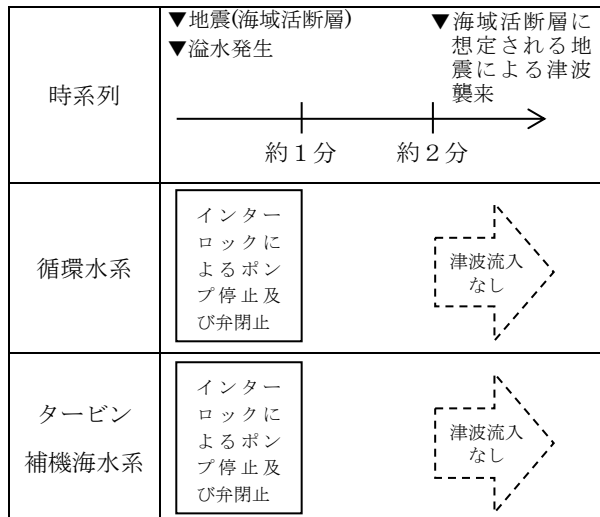 ▼地震(海域活断層)
▼溢水発生
▼海域活断層に
想定される地
震による津波
襲来
時系列
約1分
約2分
循環水系
インター
ロックに
よるポン
プ停止及
び弁閉止
津波流入
なし
タービン
補機海水系
インター
ロックに
よるポン
プ停止及
び弁閉止
津波流入
なし